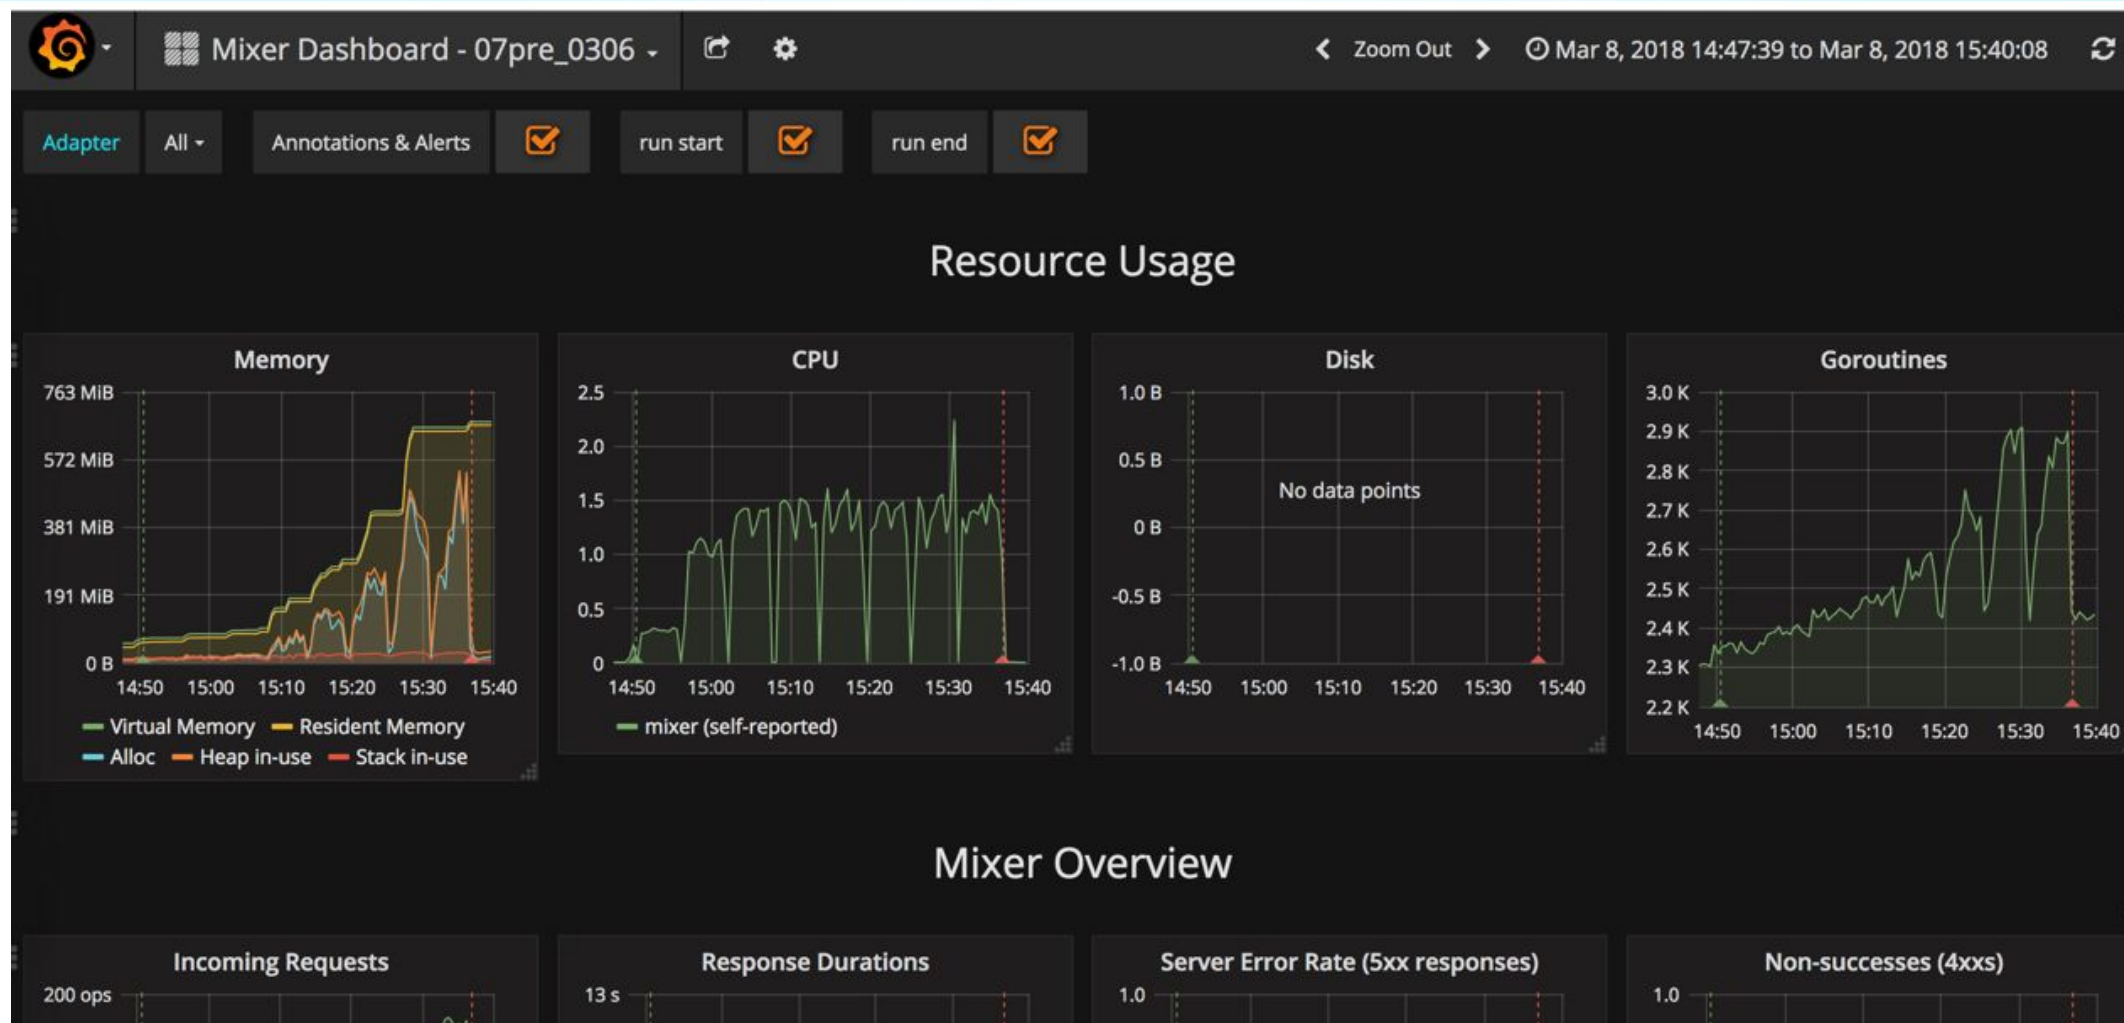 Mixer Dashboard - 07pre_0306
Zoom Out
Mar 8, 2018 14:47:39 to Mar 8, 2018 15:40:08
Adapter
All
Annotations & Alerts
run start
run end
Resource Usage
Memory
763 MiB
572 MiB
381 MiB
191 MiB
0 B
14:50 15:00 15:10 15:20 15:30 15:40
Virtual Memory Resident Memory
Alloc Heap in-use Stack in-use
CPU
2.5
2.0
1.5
1.0
0.5
0
14:50 15:00 15:10 15:20 15:30 15:40
mixer (self-reported)
Disk
1.0 B
0.5 B
No data points
0 B
-0.5 B
-1.0 B
14:50 15:00 15:10 15:20 15:30 15:40
Goroutines
3.0 K
2.9 K
2.8 K
2.7 K
2.6 K
2.5 K
2.4 K
2.3 K
2.2 K
14:50 15:00 15:10 15:20 15:30 15:40
Mixer Overview
Incoming Requests
200 ops
Response Durations
13 s
Server Error Rate (5xx responses)
1.0
Non-successes (4xxs)
1.0